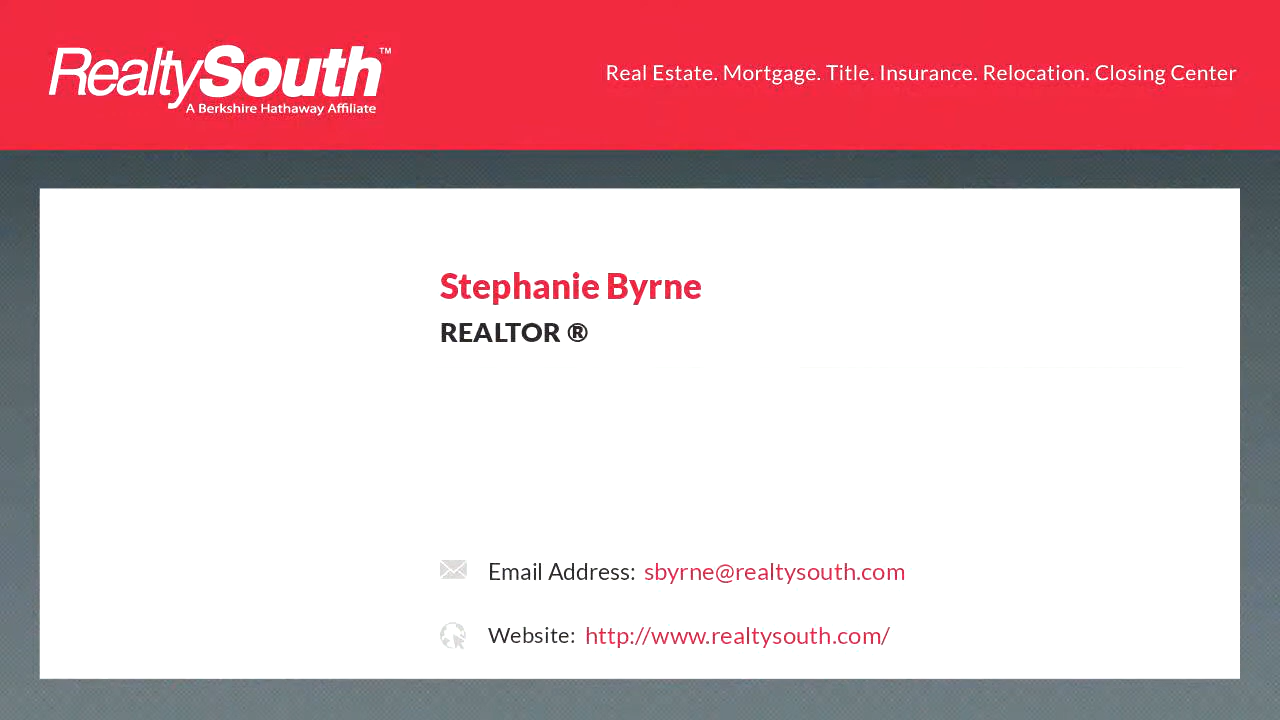 RealtySouth™
A Berkshire Hathaway Affiliate
Real Estate. Mortgage. Title. Insurance. Relocation. Closing Center
Stephanie Byrne
REALTOR ®
Email Address: sbyrne@realtysouth.com
Website: http://www.realtysouth.com/